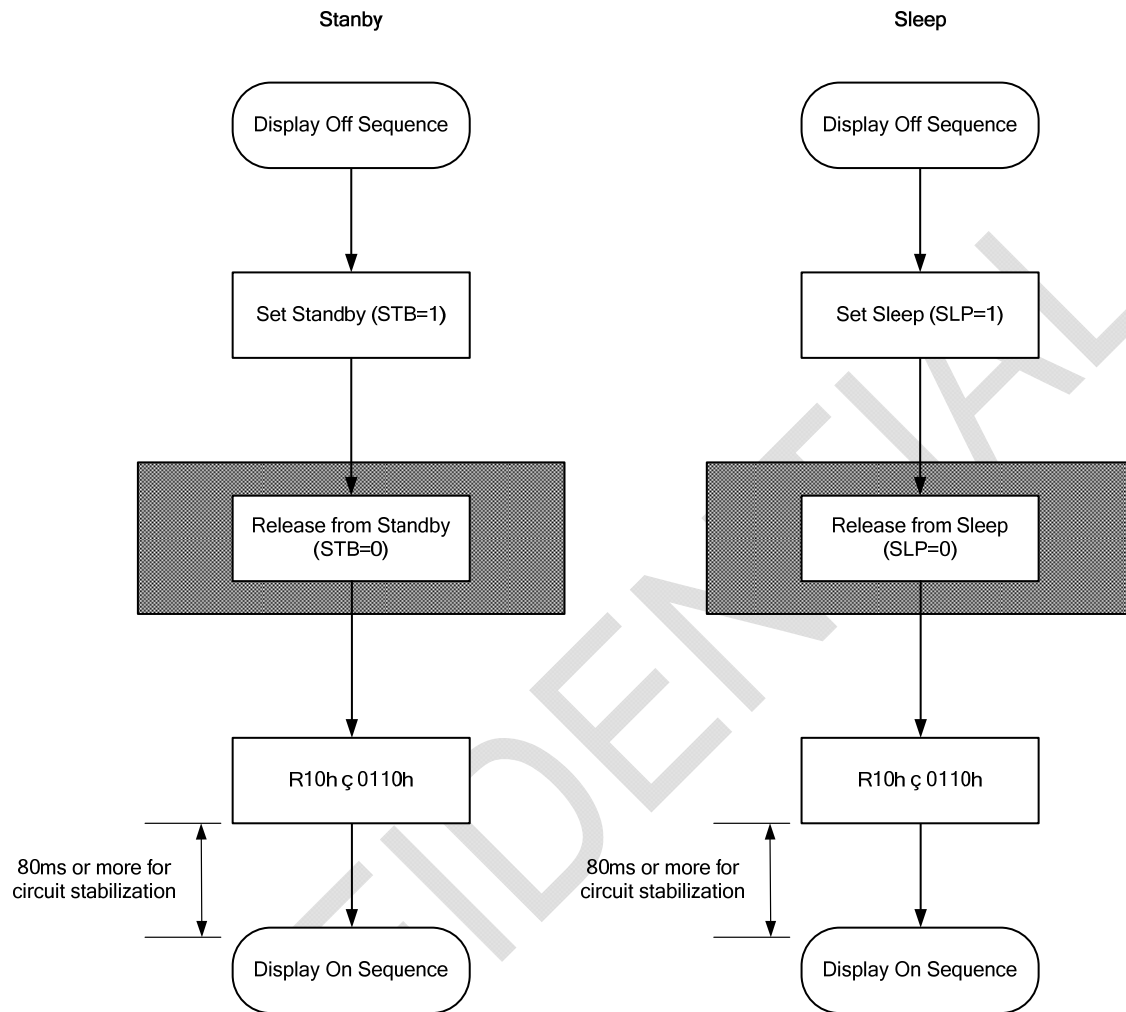 Stanby
Display Off Sequence
Set Standby (STB=1)
Release from Standby
(STB=0)
R10h ç 0110h
80ms or more for
circuit stabilization
Display On Sequence
Sleep
Display Off Sequence
Set Sleep (SLP=1)
Release from Sleep
(SLP=0)
R10h ç 0110h
80ms or more for
circuit stabilization
Display On Sequence
FIDENTIAL